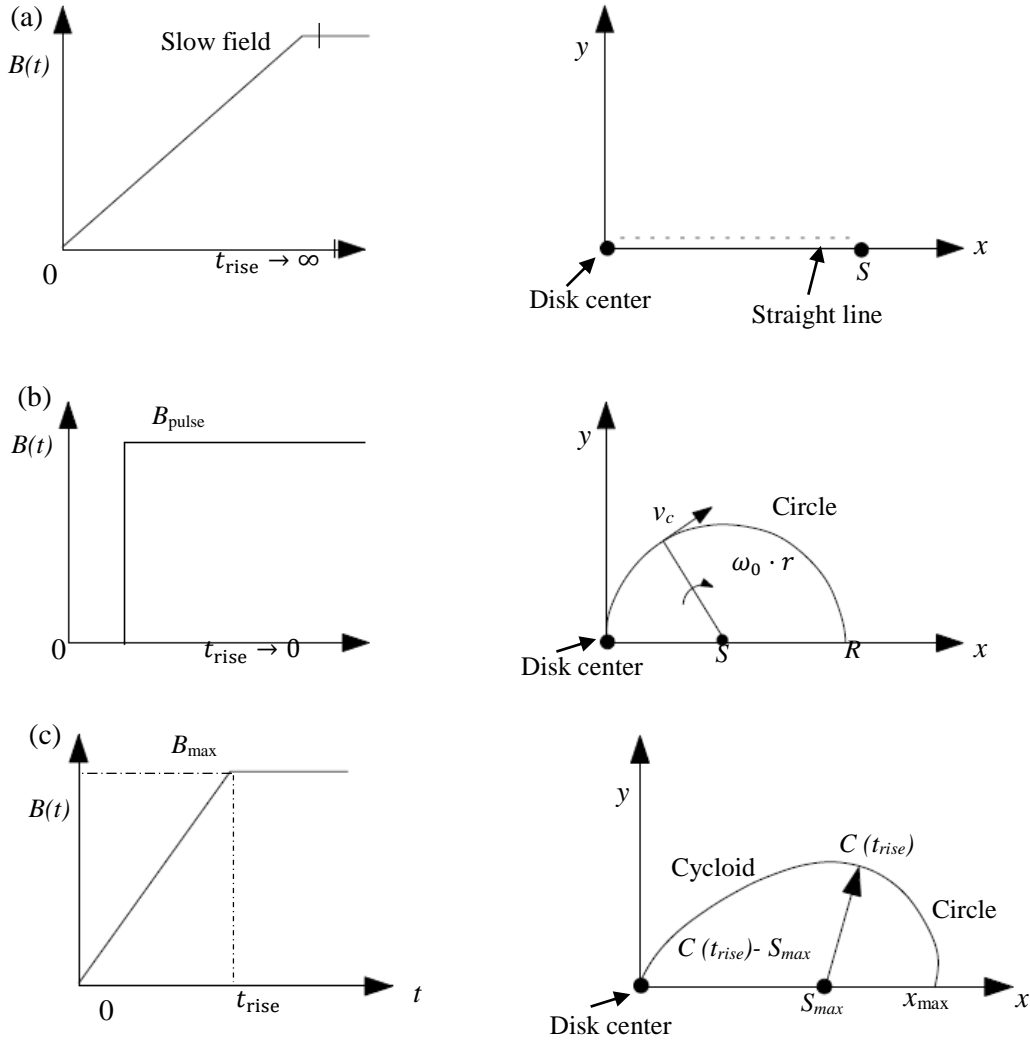 (a)
Slow field
B(t)
0
t_rise → ∞
y
x
S
Disk center
Straight line
(b)
B_pulse
B(t)
0
t_rise → 0
y
v_c
Circle
ω₀ · r
S
R
x
Disk center
(c)
B_max
B(t)
0
t_rise
t
y
C (t_rise)
Cycloid
Circle
C (t_rise)- S_max
S_max
x_max
x
Disk center